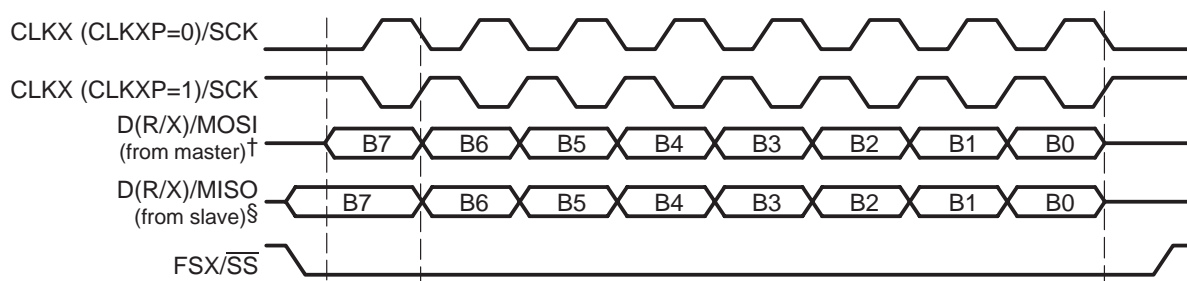 CLKX (CLKXP=0)/SCK
CLKX (CLKXP=1)/SCK
D(R/X)/MOSI
(from master)†
B7 B6 B5 B4 B3 B2 B1 B0
D(R/X)/MISO
(from slave)§
B7 B6 B5 B4 B3 B2 B1 B0
FSX/S̅S̅